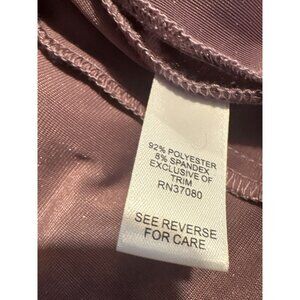 92% POLYESTER
8% SPANDEX
EXCLUSIVE OF
TRIM
RN37080
SEE REVERSE
FOR CARE